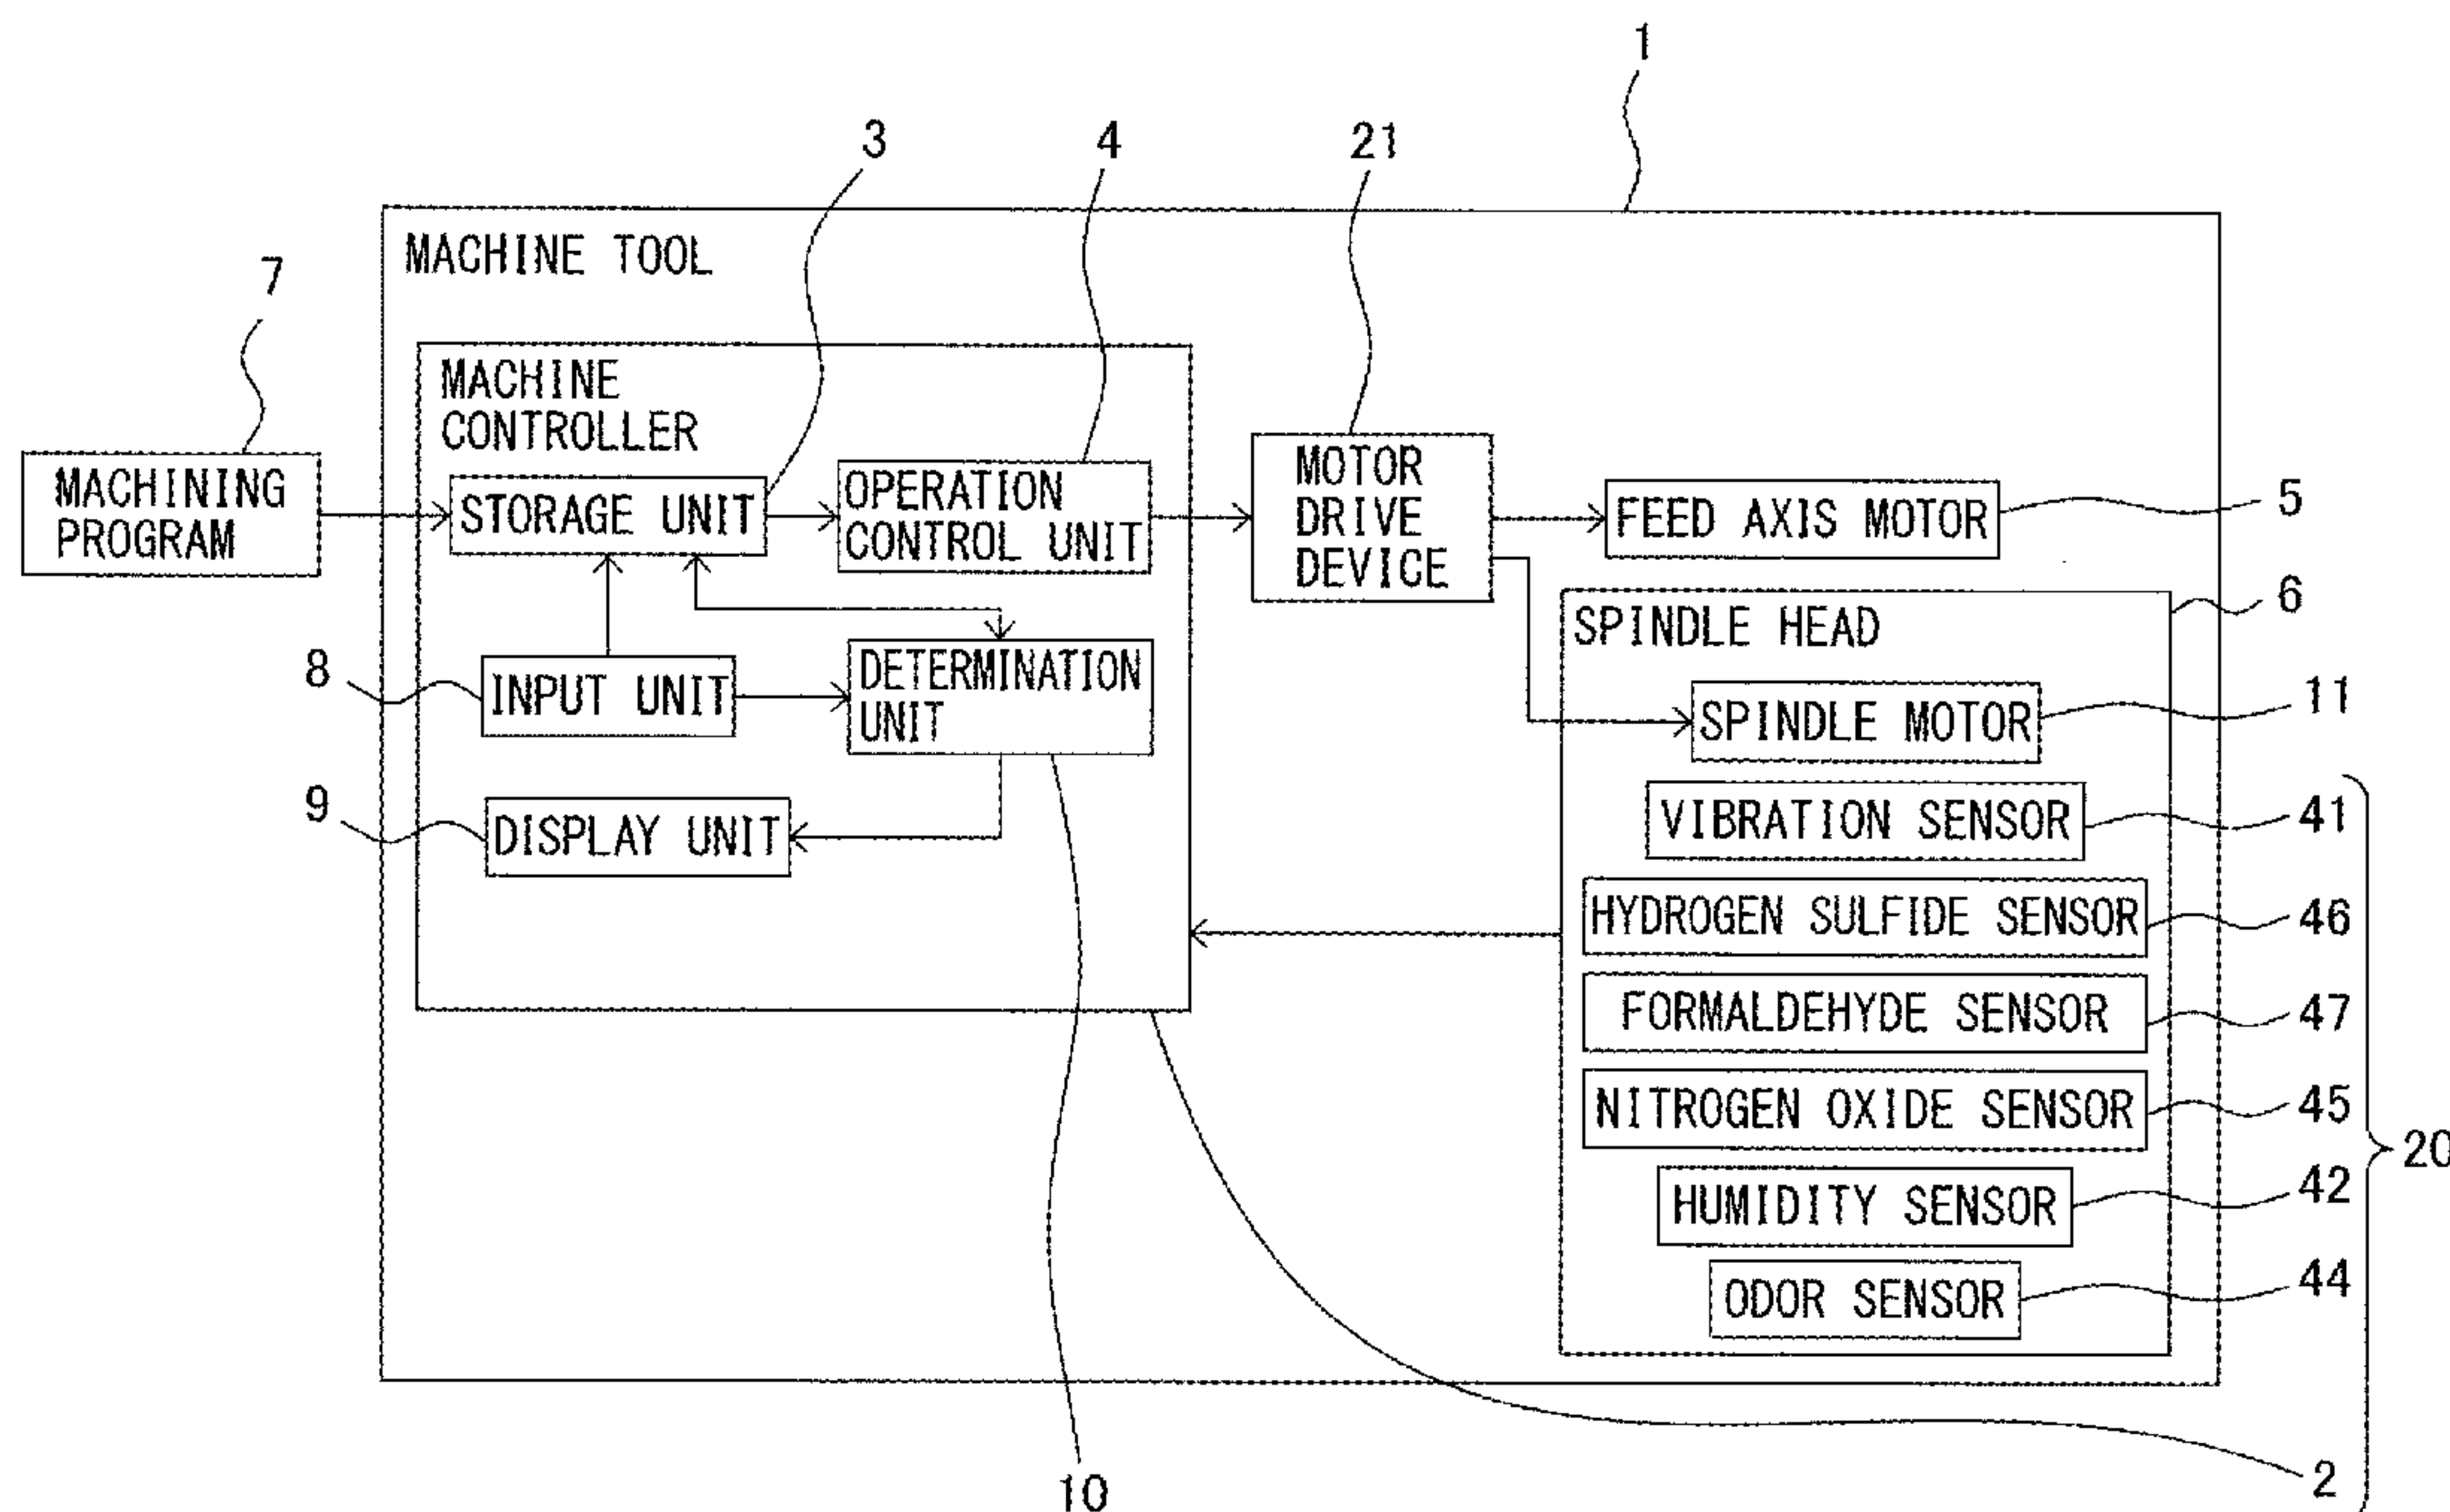 1
3
4
21
MACHINE TOOL
7
MACHINE
CONTROLLER
MACHINING
PROGRAM
STORAGE UNIT
OPERATION
CONTROL UNIT
MOTOR
DRIVE
DEVICE
FEED AXIS MOTOR
5
6
SPINDLE HEAD
8
INPUT UNIT
DETERMINATION
UNIT
SPINDLE MOTOR
11
9
DISPLAY UNIT
VIBRATION SENSOR
41
HYDROGEN SULFIDE SENSOR
46
FORMALDEHYDE SENSOR
47
NITROGEN OXIDE SENSOR
45
20
HUMIDITY SENSOR
42
ODOR SENSOR
44
10
2